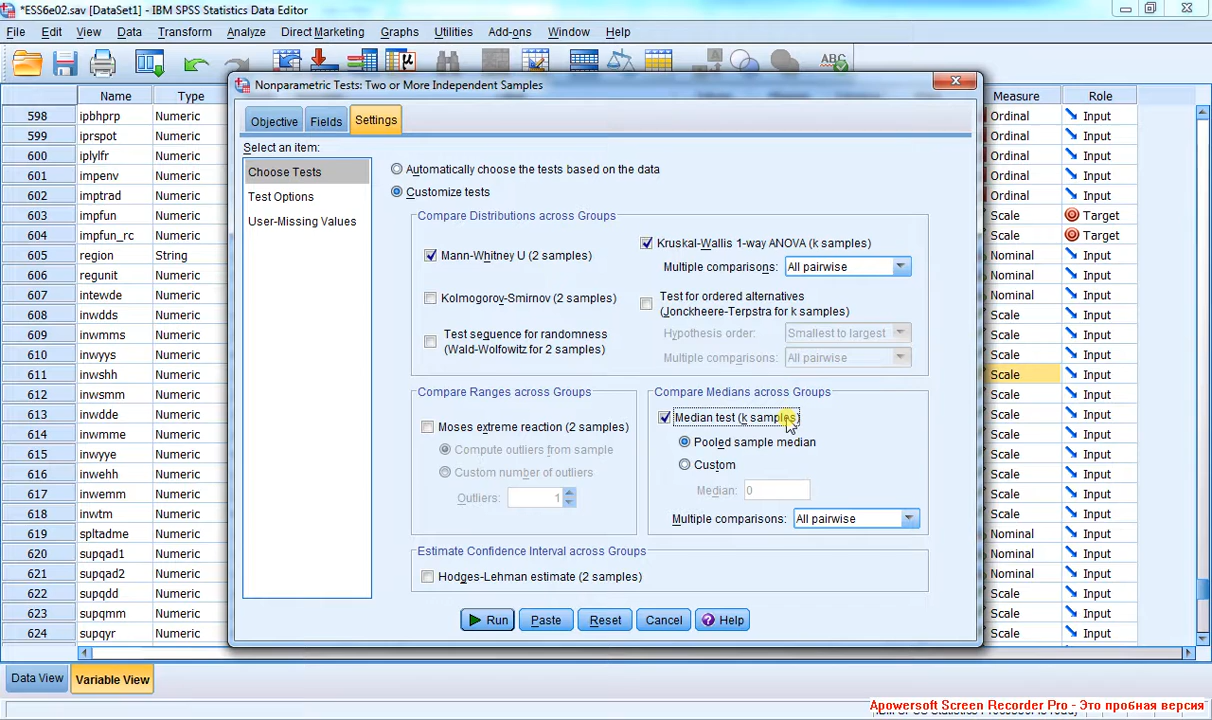 *ESS6e02.sav [DataSet1] - IBM SPSS Statistics Data Editor
File Edit View Data Transform Analyze Direct Marketing Graphs Utilities Add-ons Window Help
Nonparametric Tests: Two or More Independent Samples
Name Type Measure Role
Objective Fields Settings
Select an item:
Choose Tests
Test Options
User-Missing Values
Automatically choose the tests based on the data
Customize tests
Compare Distributions across Groups
Mann-Whitney U (2 samples)
Kolmogorov-Smirnov (2 samples)
Test sequence for randomness
(Wald-Wolfowitz for 2 samples)
Kruskal-Wallis 1-way ANOVA (k samples)
Multiple comparisons: All pairwise
Test for ordered alternatives
(Jonckheere-Terpstra for k samples)
Hypothesis order: Smallest to largest
Multiple comparisons: All pairwise
Compare Ranges across Groups
Moses extreme reaction (2 samples)
Compute outliers from sample
Custom number of outliers
Outliers: 1
Compare Medians across Groups
Median test (k samples)
Pooled sample median
Custom
Median: 0
Multiple comparisons: All pairwise
Estimate Confidence Interval across Groups
Hodges-Lehman estimate (2 samples)
Run Paste Reset Cancel Help
598 ipbhprp Numeric Ordinal Input
599 iprspot Numeric Ordinal Input
600 iplylfr Numeric Ordinal Input
601 impenv Numeric Ordinal Input
602 imptrad Numeric Ordinal Input
603 impfun Numeric Scale Target
604 impfun_rc Numeric Scale Target
605 region String Nominal Input
606 regunit Numeric Nominal Input
607 intewde Numeric Nominal Input
608 inwdds Numeric Scale Input
609 inwmms Numeric Scale Input
610 inwyys Numeric Scale Input
611 inwshh Numeric Scale Input
612 inwsmm Numeric Scale Input
613 inwdde Numeric Scale Input
614 inwmme Numeric Scale Input
615 inwyye Numeric Scale Input
616 inwehh Numeric Scale Input
617 inwemm Numeric Scale Input
618 inwtm Numeric Scale Input
619 spltadme Numeric Nominal Input
620 supqad1 Numeric Nominal Input
621 supqad2 Numeric Nominal Input
622 supqdd Numeric Scale Input
623 supqmm Numeric Scale Input
624 supqyr Numeric Scale Input
Data View Variable View
Apowersoft Screen Recorder Pro - Это пробная версия